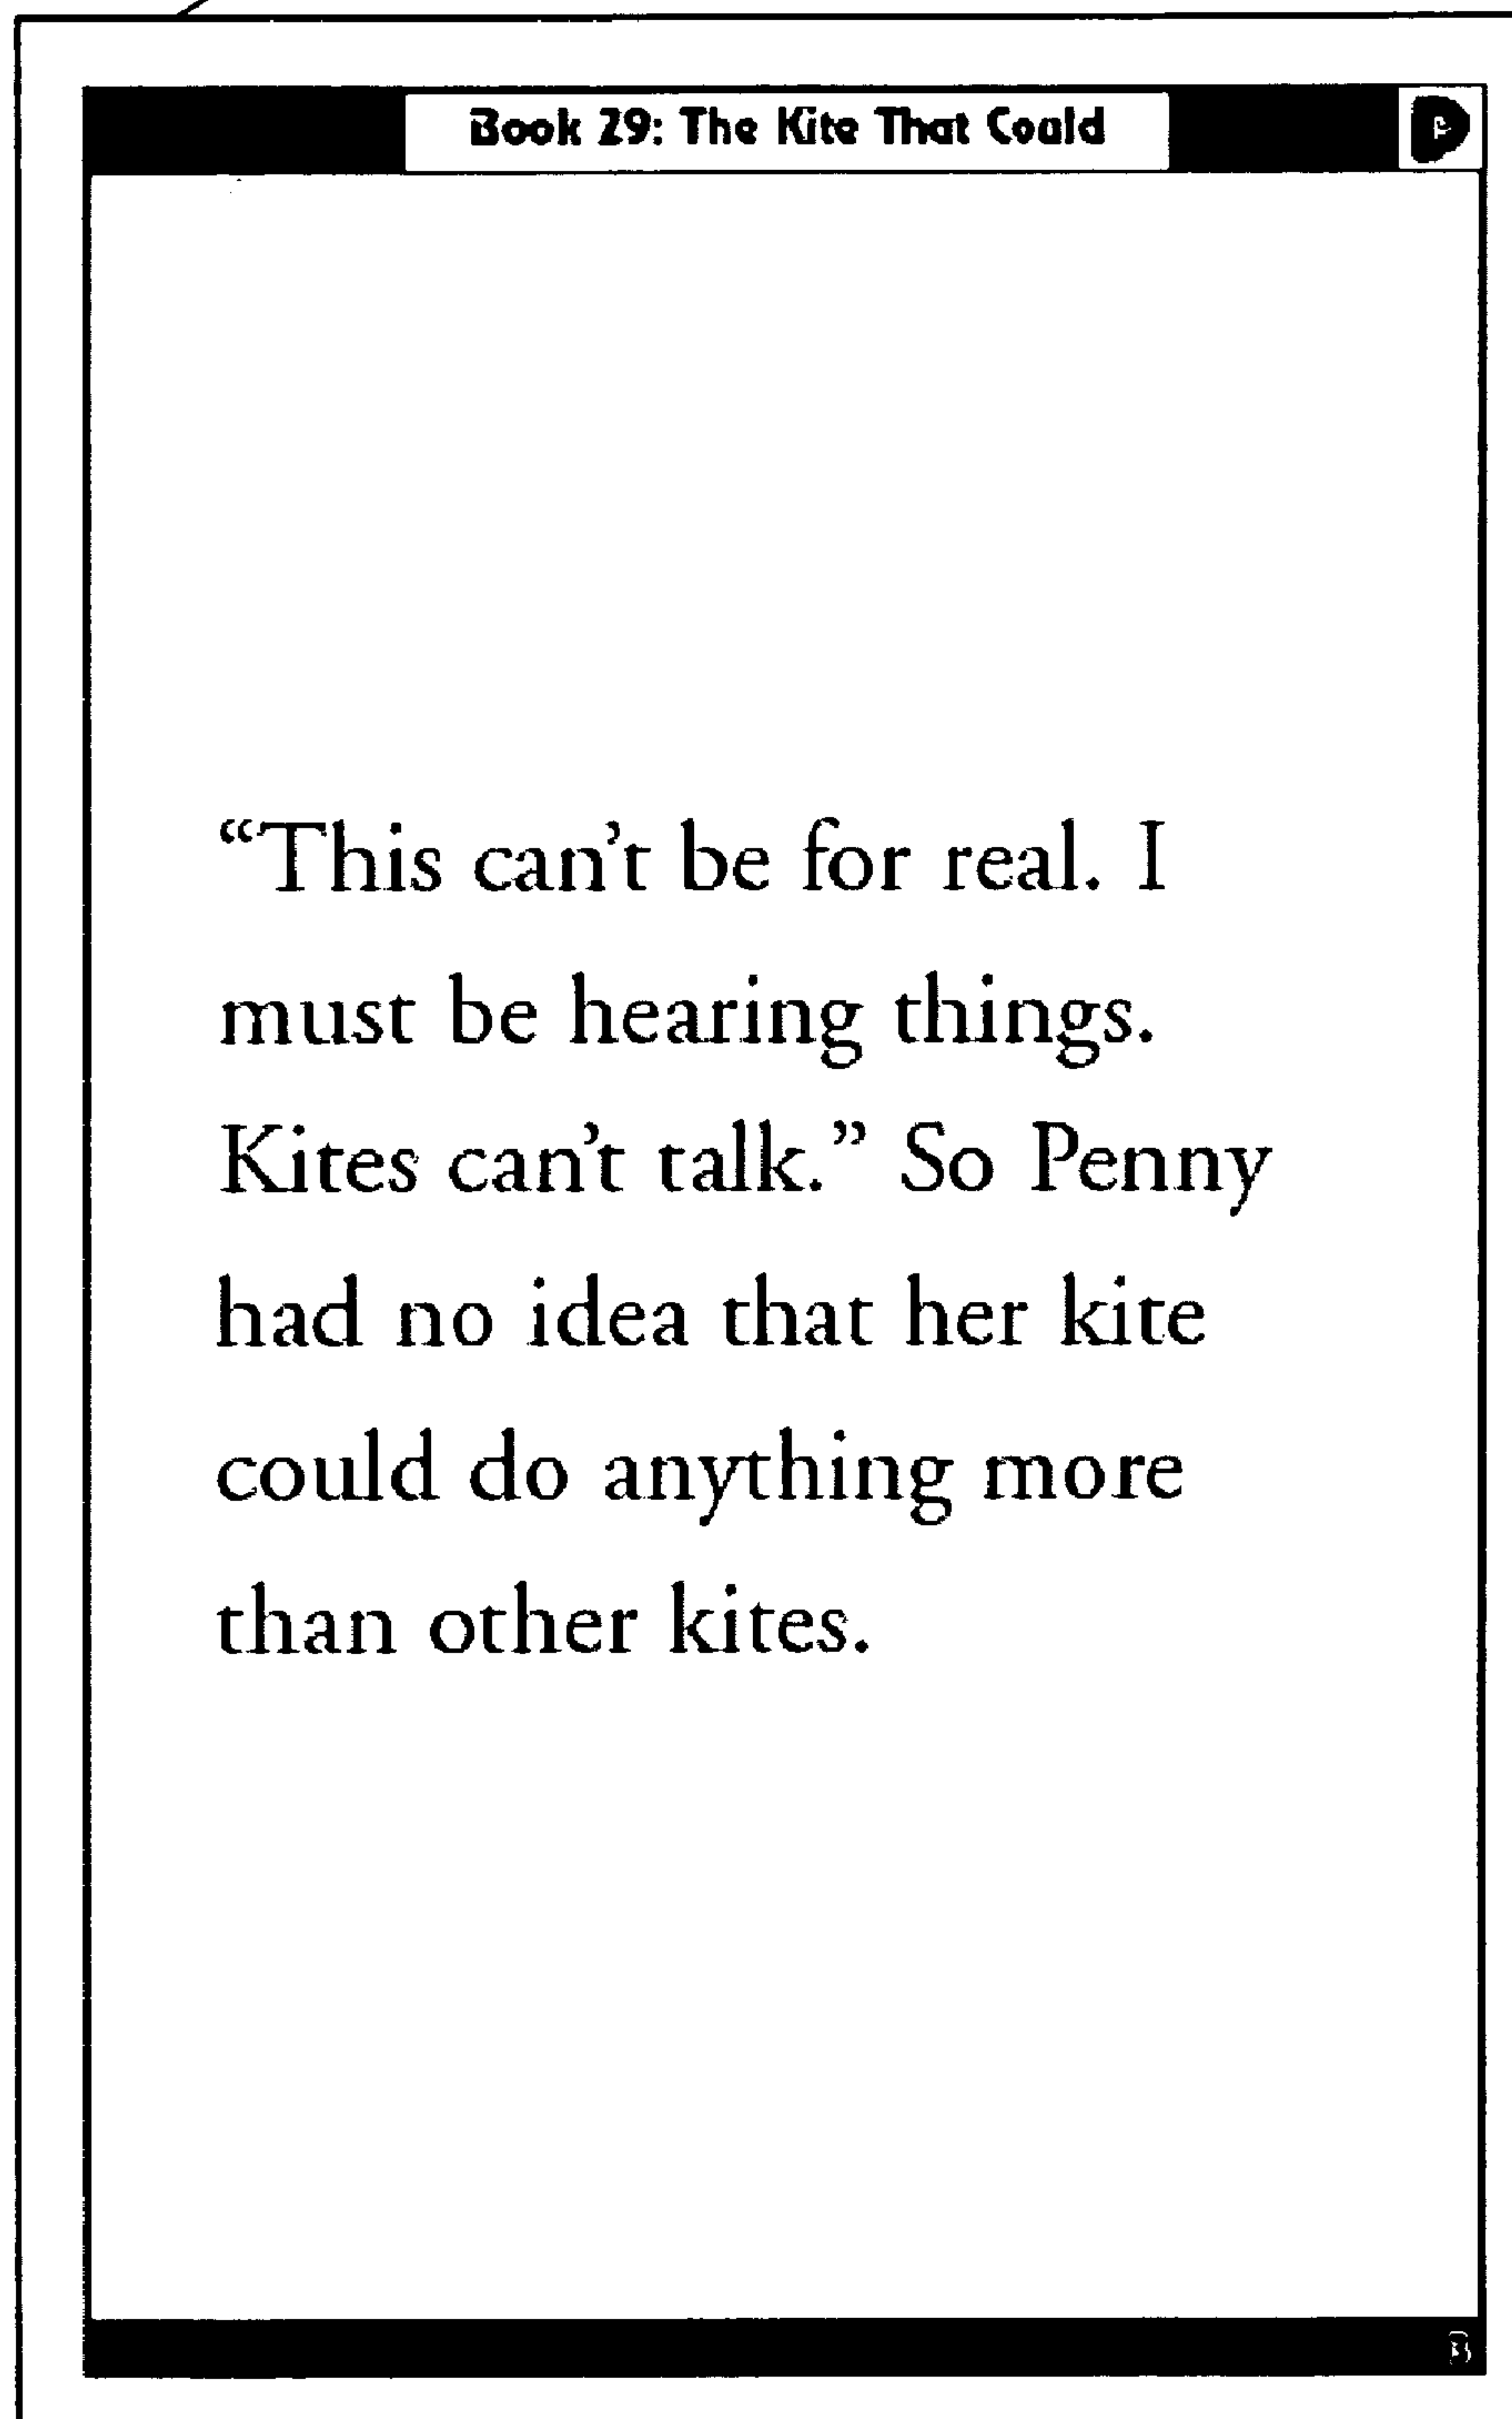 Book 29: The Kite That Could
“This can’t be for real. I
must be hearing things.
Kites can’t talk.” So Penny
had no idea that her kite
could do anything more
than other kites.